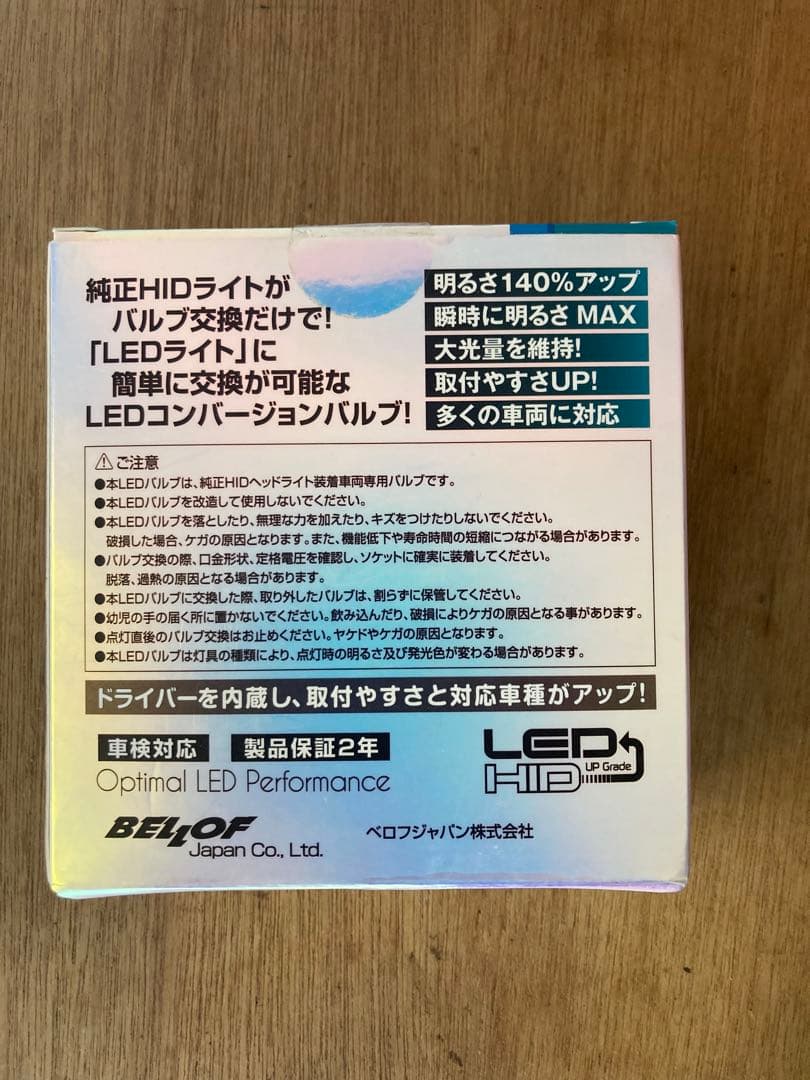 純正HIDライトが
バルブ交換だけで!
「LEDライト」に
簡単に交換が可能な
LEDコンバージョンバルブ!
明るさ140%アップ
瞬時に明るさ MAX
大光量を維持!
取付やすさUP!
多くの車両に対応
⚠ご注意
●本LEDバルブは、純正HIDヘッドライト装着車両専用バルブです。
●本LEDバルブを改造して使用しないでください。
●本LEDバルブを落としたり、無理な力を加えたり、キズをつけたりしないでください。
破損した場合、ケガの原因となります。また、機能低下や寿命時間の短縮につながる場合があります。
●バルブ交換の際、口金形状、定格電圧を確認し、ソケットに確実に装着してください。
脱落、過熱の原因となる場合があります。
●本LEDバルブに交換した際、取り外したバルブは、割らずに保管してください。
●幼児の手の届く所に置かないでください。飲み込んだり、破損によりケガの原因となる事があります。
●点灯直後のバルブ交換はお止めください。ヤケドやケガの原因となります。
●本LEDバルブは灯具の種類により、点灯時の明るさ及び発光色が変わる場合があります。
ドライバーを内蔵し、取付やすさと対応車種がアップ!
車検対応 製品保証2年
Optimal LED Performance
LED
HID UP Grade
BELLOF
Japan Co., Ltd.
ベロフジャパン株式会社